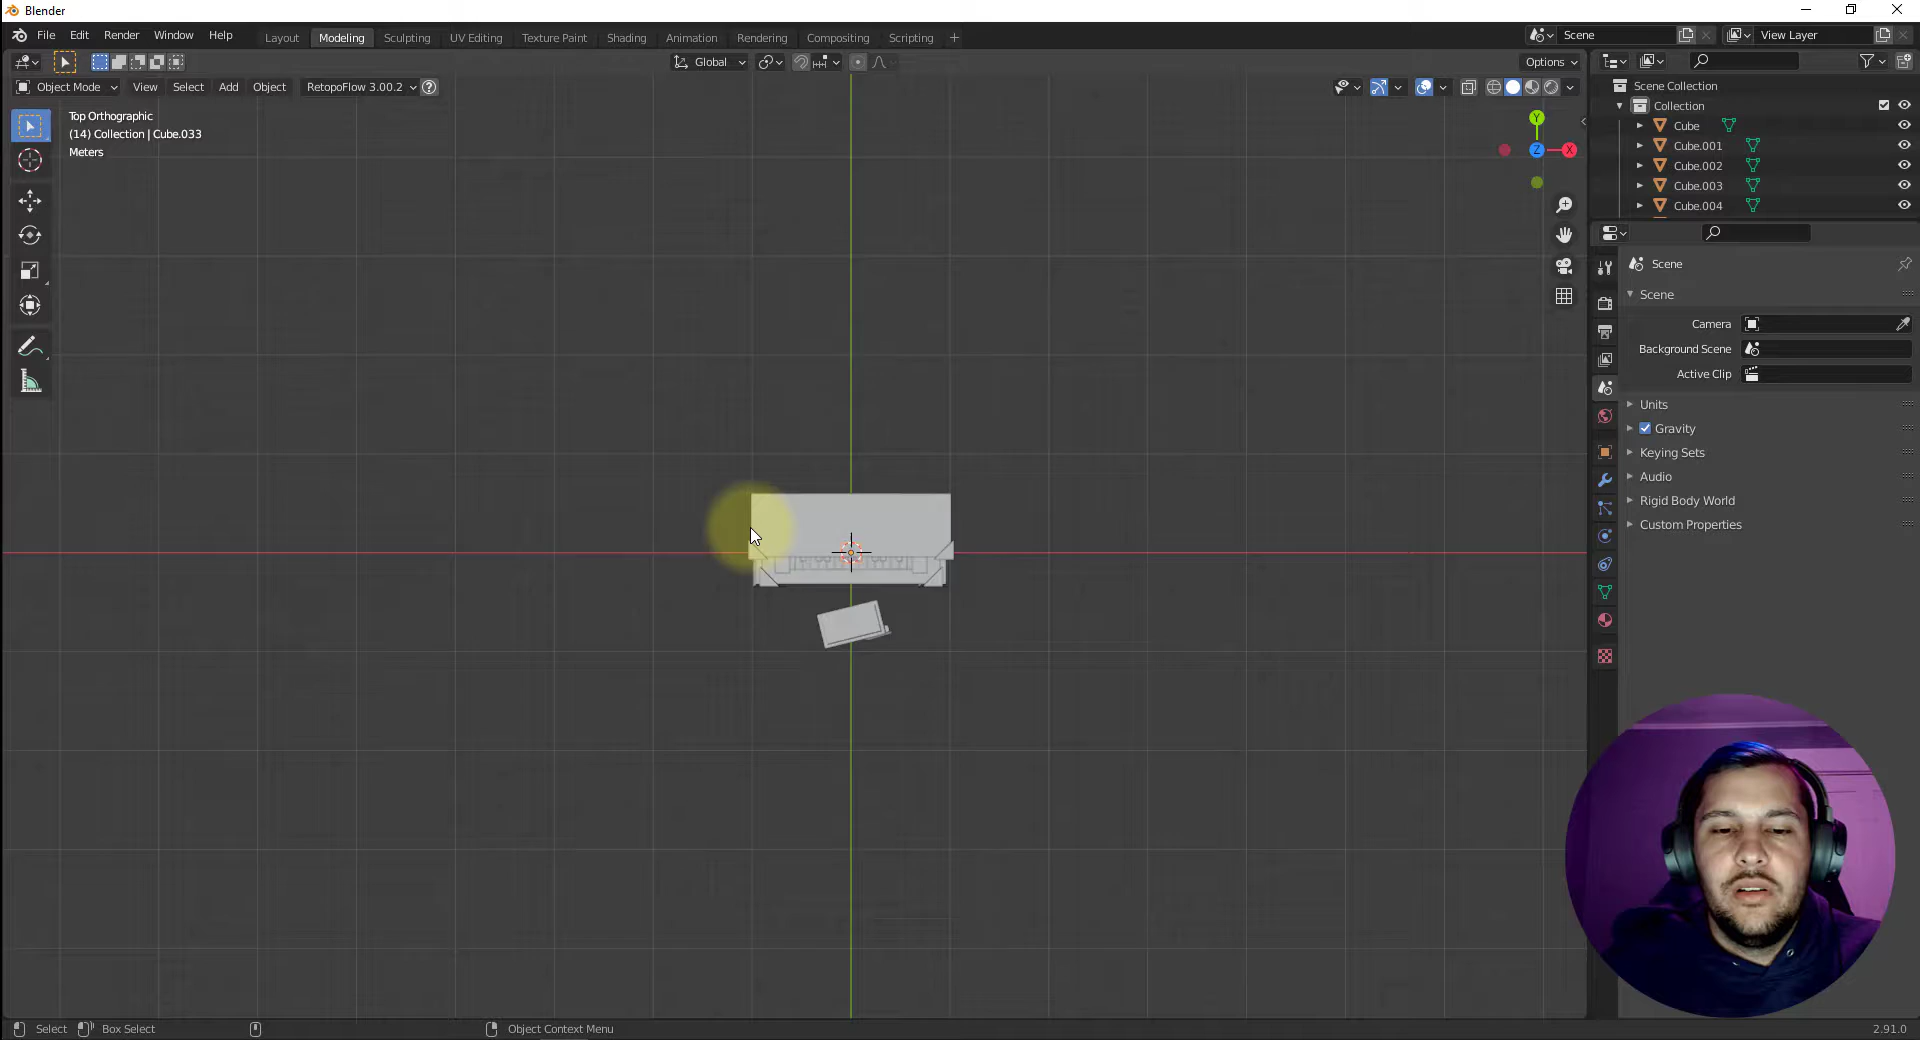 Blender
File Edit Render Window Help
Layout Modeling Sculpting UV Editing Texture Paint Shading Animation Rendering Compositing Scripting +
Scene
View Layer
Global
Options
Object Mode View Select Add Object RetopoFlow 3.00.2 ?
Top Orthographic
(14) Collection | Cube.033
Meters
Y
Z
X
Scene Collection
Collection
Cube
Cube.001
Cube.002
Cube.003
Cube.004
Scene
Scene
Camera
Background Scene
Active Clip
Units
Gravity
Keying Sets
Audio
Rigid Body World
Custom Properties
Select Box Select Object Context Menu 2.91.0